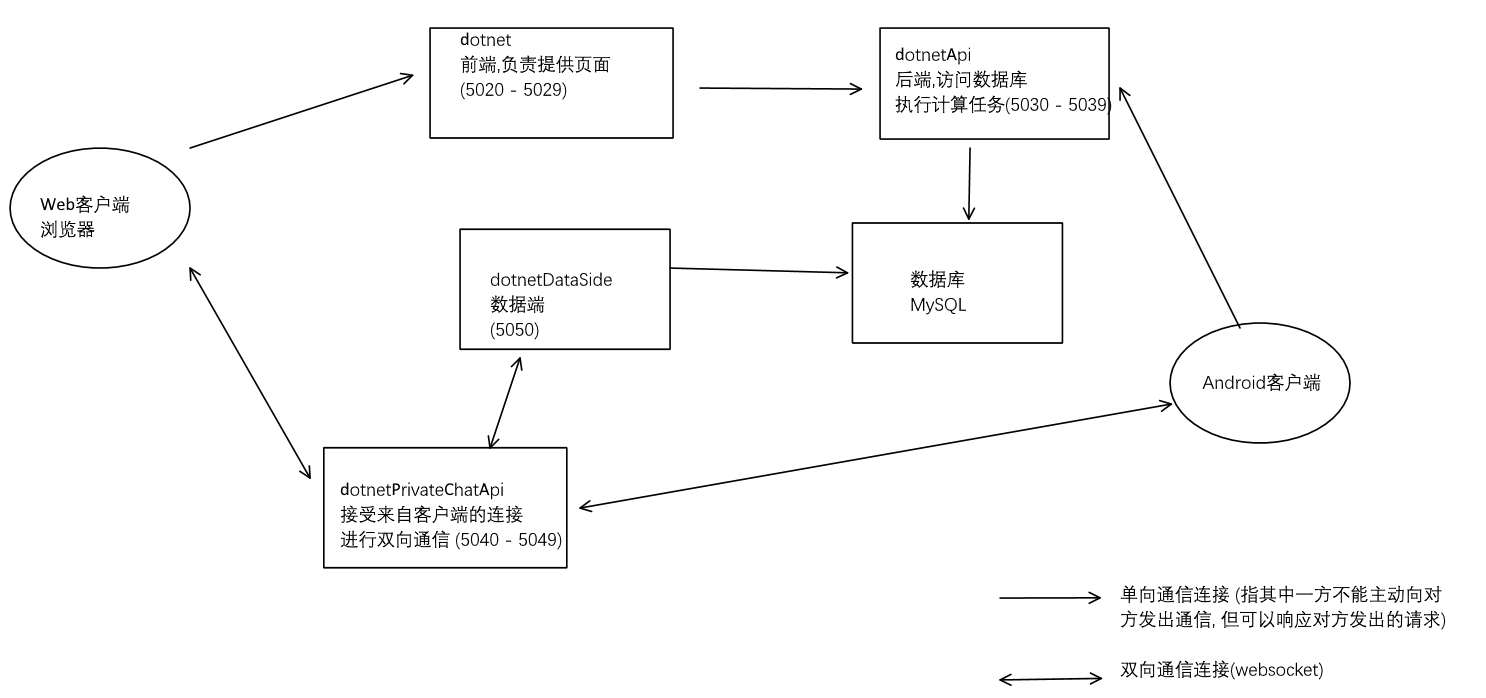 dotnet
前端,负责提供页面
(5020 - 5029)
dotnetApi
后端,访问数据库
执行计算任务(5030 - 5039)
Web客户端
浏览器
dotnetDataSide
数据端
(5050)
数据库
MySQL
Android客户端
dotnetPrivateChatApi
接受来自客户端的连接
进行双向通信 (5040 - 5049)
单向通信连接 (指其中一方不能主动向对
方发出通信, 但可以响应对方发出的请求)
双向通信连接(websocket)